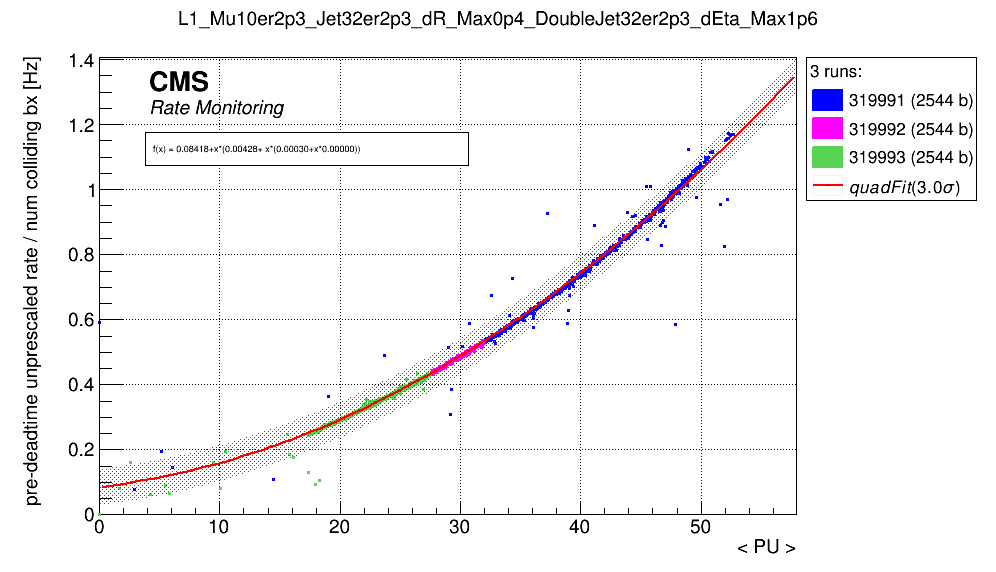 L1_Mu10er2p3_Jet32er2p3_dR_Max0p4_DoubleJet32er2p3_dEta_Max1p6
pre-deadtime unprescaled rate / num colliding bx [Hz]
CMS
Rate Monitoring
f(x) = 0.08418+x*(0.00428+ x*(0.00030+x*0.00000))
3 runs:
319991 (2544 b)
319992 (2544 b)
319993 (2544 b)
quadFit(3.0σ)
1.4
1.2
1
0.8
0.6
0.4
0.2
0
0 10 20 30 40 50
< PU >